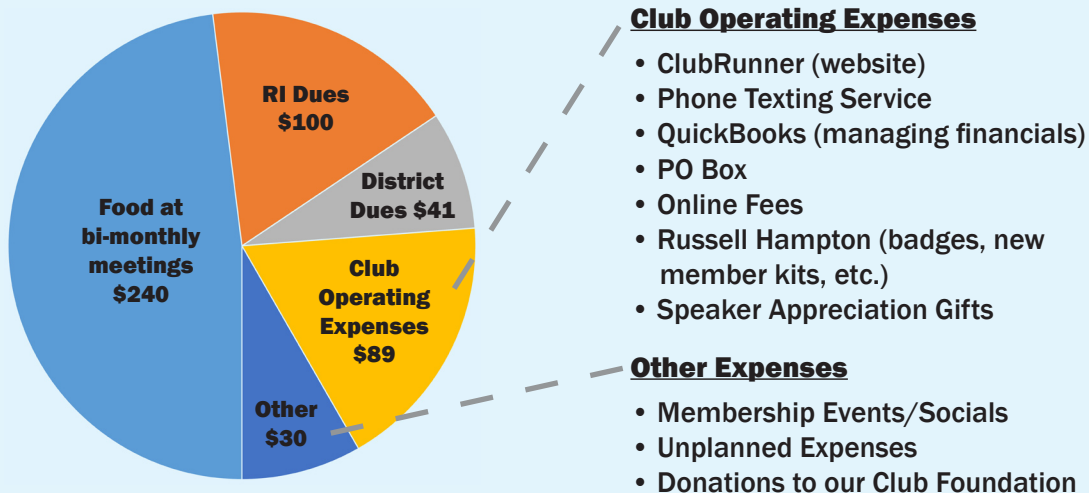 RI Dues
$100
District
Dues $41
Food at
bi-monthly
meetings
$240
Club
Operating
Expenses
$89
Other
$30
Club Operating Expenses
• ClubRunner (website)
• Phone Texting Service
• QuickBooks (managing financials)
• PO Box
• Online Fees
• Russell Hampton (badges, new
member kits, etc.)
• Speaker Appreciation Gifts
Other Expenses
• Membership Events/Socials
• Unplanned Expenses
• Donations to our Club Foundation